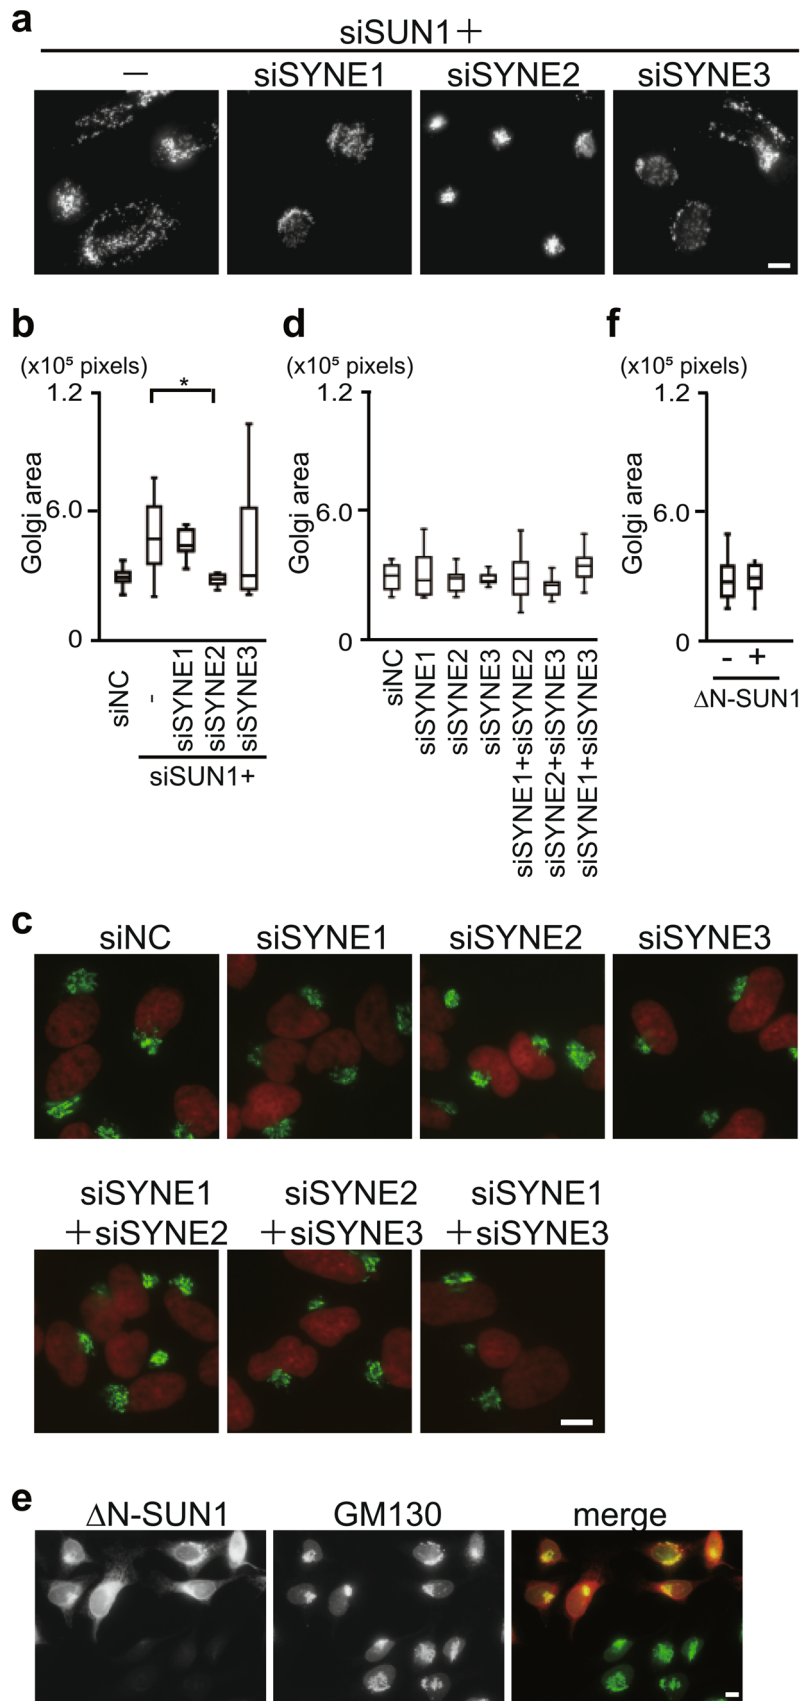 a
siSUN1+
– siSYNE1 siSYNE2 siSYNE3
b d f
(x10⁵ pixels) (x10⁵ pixels) (x10⁵ pixels)
1.2 1.2 1.2
Golgi area Golgi area Golgi area
*
6.0 6.0 6.0
0 0 0
siNC - siSYNE1 siSYNE2 siSYNE3
siSUN1+
siNC siSYNE1 siSYNE2 siSYNE3 siSYNE1+siSYNE2 siSYNE2+siSYNE3 siSYNE1+siSYNE3
- +
ΔN-SUN1
c
siNC siSYNE1 siSYNE2 siSYNE3
siSYNE1 siSYNE2 siSYNE1
+siSYNE2 +siSYNE3 +siSYNE3
e
ΔN-SUN1 GM130 merge